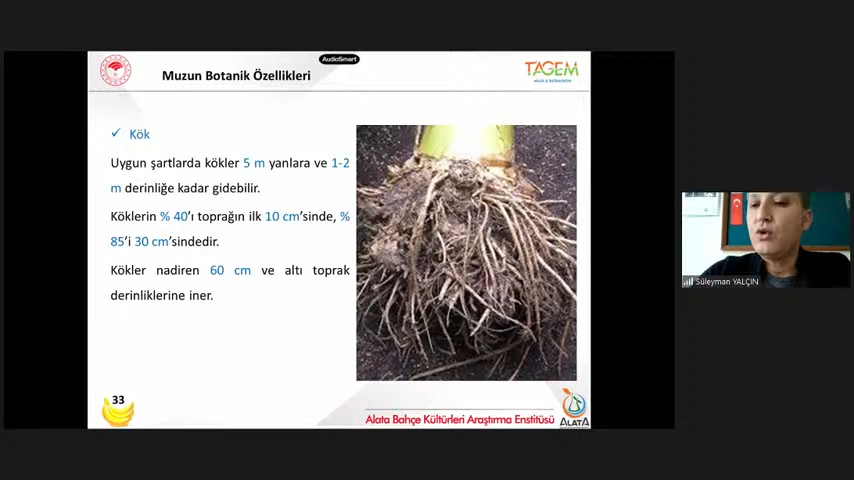 AudioSmart
Muzun Botanik Özellikleri
TAGEM
✓ Kök
Uygun şartlarda kökler 5 m yanlara ve 1-2
m derinliğe kadar gidebilir.
Köklerin % 40’ı toprağın ilk 10 cm’sinde, %
85’i 30 cm’sindedir.
Kökler nadiren 60 cm ve altı toprak
derinliklerine iner.
Süleyman YALÇIN
33
Alata Bahçe Kültürleri Araştırma Enstitüsü
ALATA